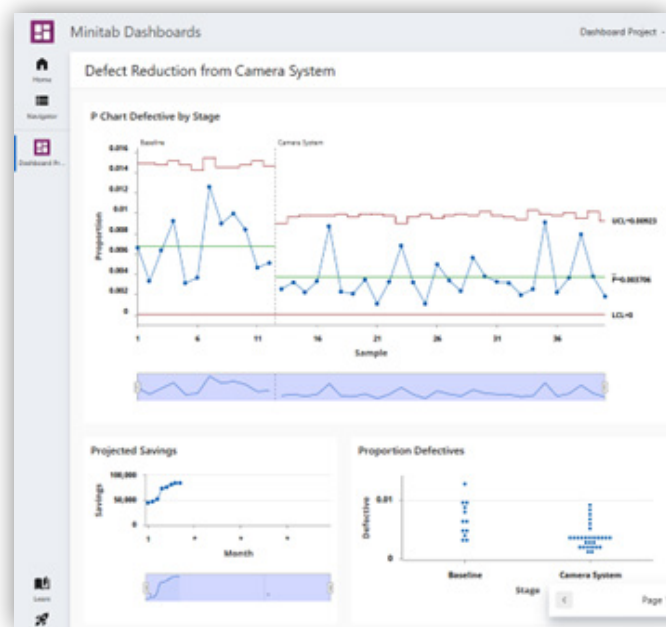 Minitab Dashboards
Dashboard Project
Home
Defect Reduction from Camera System
Navigator
Dashboard Pr...
P Chart Defective by Stage
Baseline
Camera System
0.016
0.014
0.012
0.01
0.008
0.006
0.004
0.002
0
Proportion
UCL=0.00923
P̅=0.003706
LCL=0
1
6
11
16
21
26
31
36
Sample
Projected Savings
100,000
50,000
0
Savings
Month
Proportion Defectives
0.01
0
Defective
Baseline
Camera System
Stage
Page
Learn